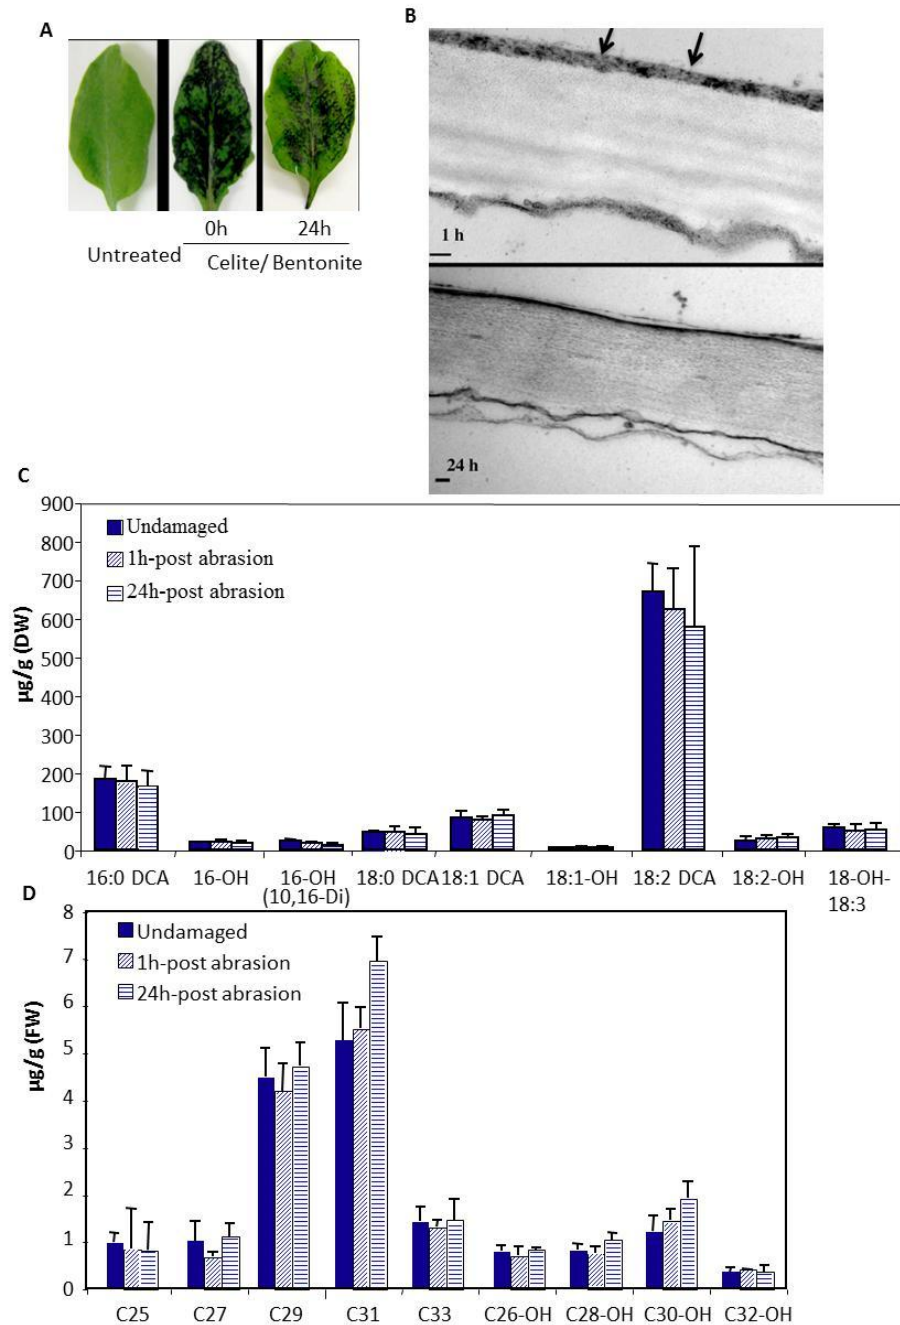 A
0h
24h
Untreated
Celite/ Bentonite
B
1 h
24 h
C
900
800
700
600
500
400
300
200
100
0
µg/g (DW)
Undamaged
1h-post abrasion
24h-post abrasion
16:0 DCA
16-OH
16-OH
(10,16-Di)
18:0 DCA
18:1 DCA
18:1-OH
18:2 DCA
18:2-OH
18-OH-
18:3
D
8
7
6
5
4
3
2
1
0
µg/g (FW)
Undamaged
1h-post abrasion
24h-post abrasion
C25
C27
C29
C31
C33
C26-OH
C28-OH
C30-OH
C32-OH